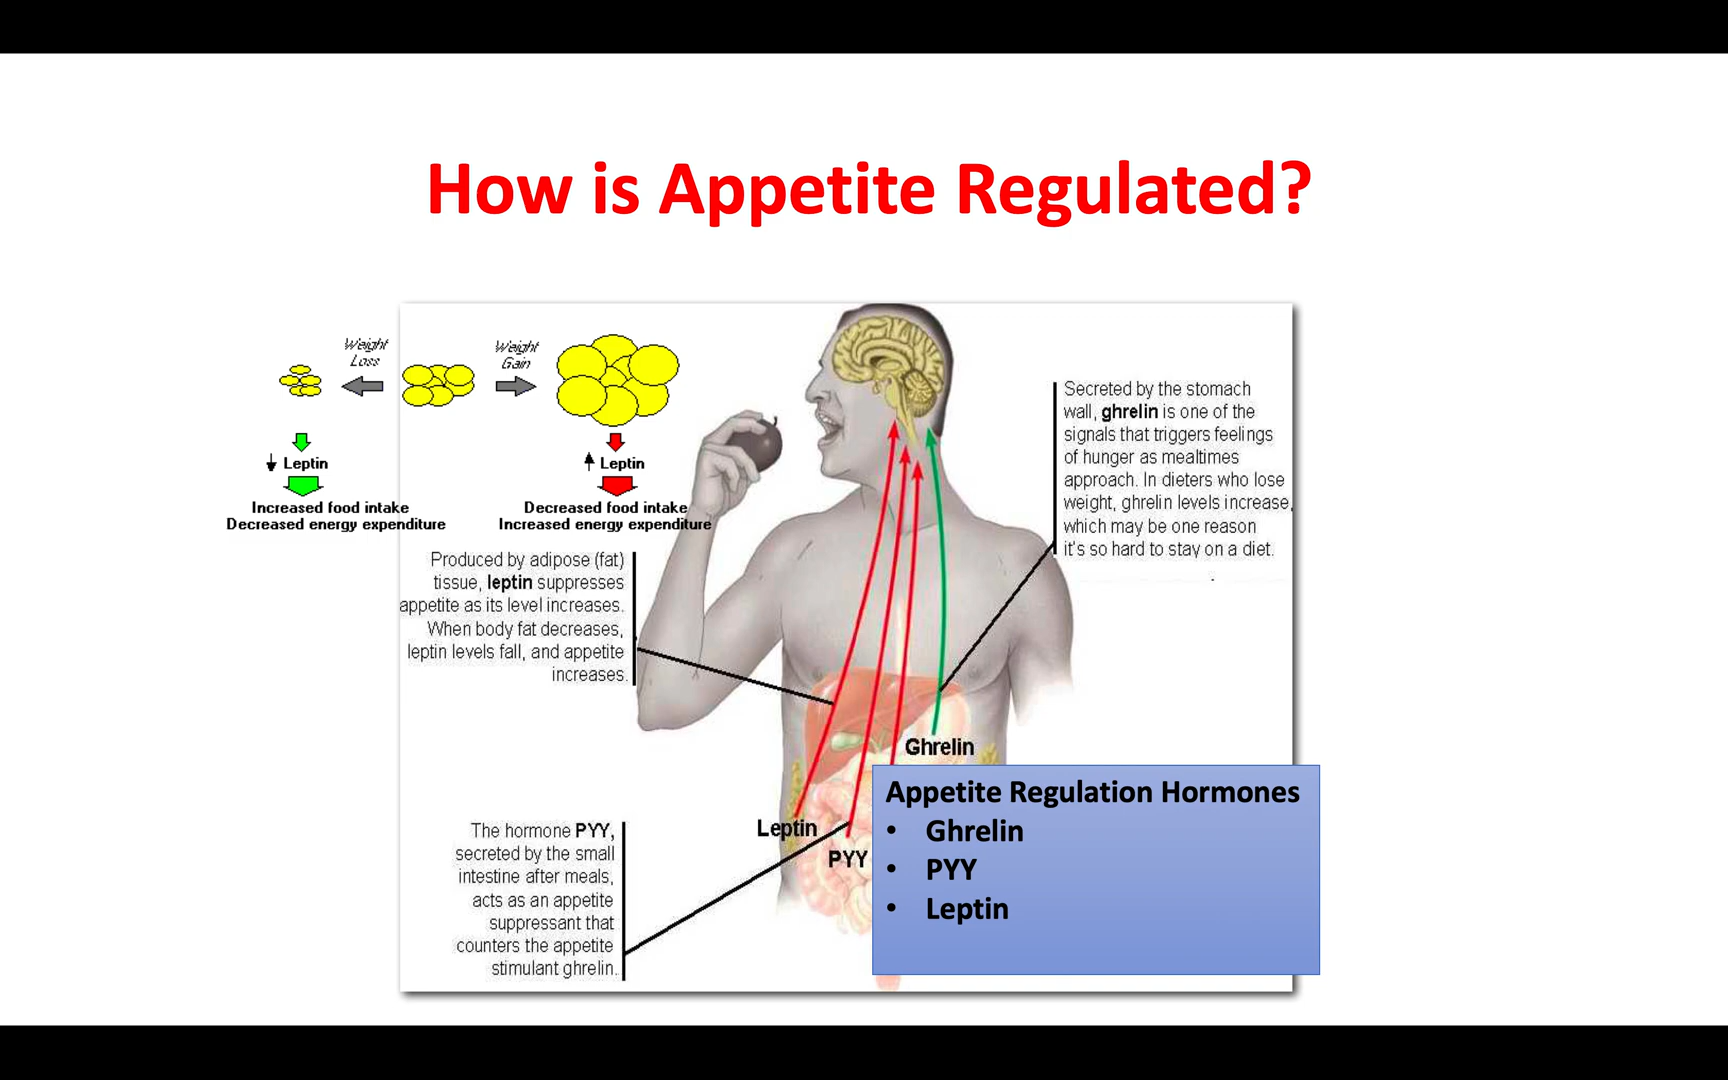 How is Appetite Regulated?
Weight
Loss
Weight
Gain
Leptin
Increased food intake
Decreased energy expenditure
Leptin
Decreased food intake
Increased energy expenditure
Produced by adipose (fat)
tissue, leptin suppresses
appetite as its level increases.
When body fat decreases,
leptin levels fall, and appetite
increases.
Secreted by the stomach
wall, ghrelin is one of the
signals that triggers feelings
of hunger as mealtimes
approach. In dieters who lose
weight, ghrelin levels increase,
which may be one reason
it's so hard to stay on a diet.
Ghrelin
Leptin
PYY
The hormone PYY,
secreted by the small
intestine after meals,
acts as an appetite
suppressant that
counters the appetite
stimulant ghrelin.
Appetite Regulation Hormones
• Ghrelin
• PYY
• Leptin